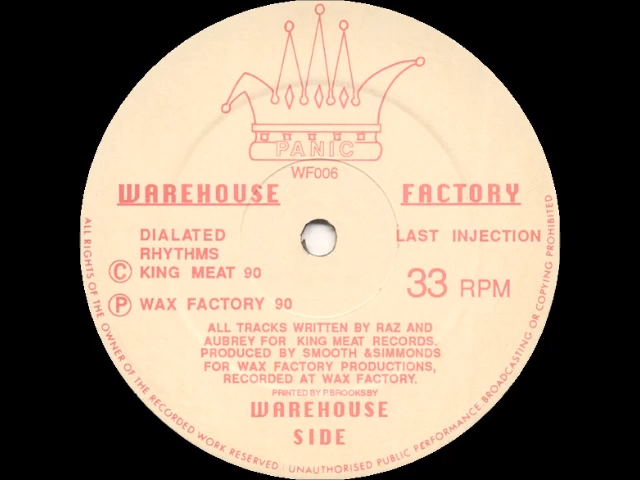 PANIC
WF006
WAREHOUSE FACTORY
DIALATED
RHYTHMS
LAST INJECTION
© KING MEAT 90
33 RPM
℗ WAX FACTORY 90
ALL TRACKS WRITTEN BY RAZ AND
AUBREY FOR KING MEAT RECORDS.
PRODUCED BY SMOOTH &SIMMONDS
FOR WAX FACTORY PRODUCTIONS,
RECORDED AT WAX FACTORY.
PRINTED BY P.BROOKSBY
WAREHOUSE
SIDE
ALL RIGHTS OF THE OWNER OF THE RECORDED WORK RESERVED UNAUTHORISED PUBLIC PERFORMANCE BROADCASTING OR COPYING PROHIBITED